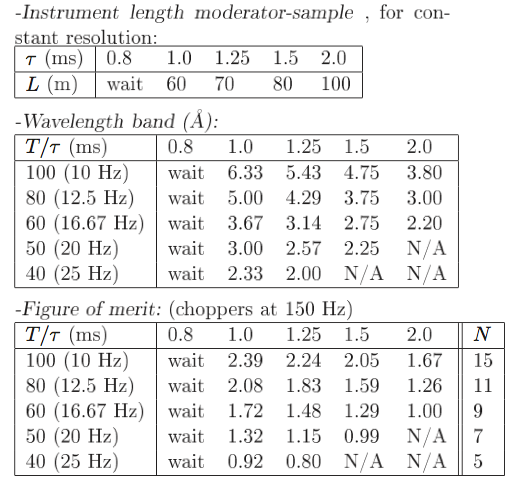 -Instrument length moderator-sample , for con-
stant resolution:
τ (ms) 0.8 1.0 1.25 1.5 2.0
L (m) wait 60 70 80 100
-Wavelength band (Å):
T/τ (ms) 0.8 1.0 1.25 1.5 2.0
100 (10 Hz) wait 6.33 5.43 4.75 3.80
80 (12.5 Hz) wait 5.00 4.29 3.75 3.00
60 (16.67 Hz) wait 3.67 3.14 2.75 2.20
50 (20 Hz) wait 3.00 2.57 2.25 N/A
40 (25 Hz) wait 2.33 2.00 N/A N/A
-Figure of merit: (choppers at 150 Hz)
T/τ (ms) 0.8 1.0 1.25 1.5 2.0 N
100 (10 Hz) wait 2.39 2.24 2.05 1.67 15
80 (12.5 Hz) wait 2.08 1.83 1.59 1.26 11
60 (16.67 Hz) wait 1.72 1.48 1.29 1.00 9
50 (20 Hz) wait 1.32 1.15 0.99 N/A 7
40 (25 Hz) wait 0.92 0.80 N/A N/A 5